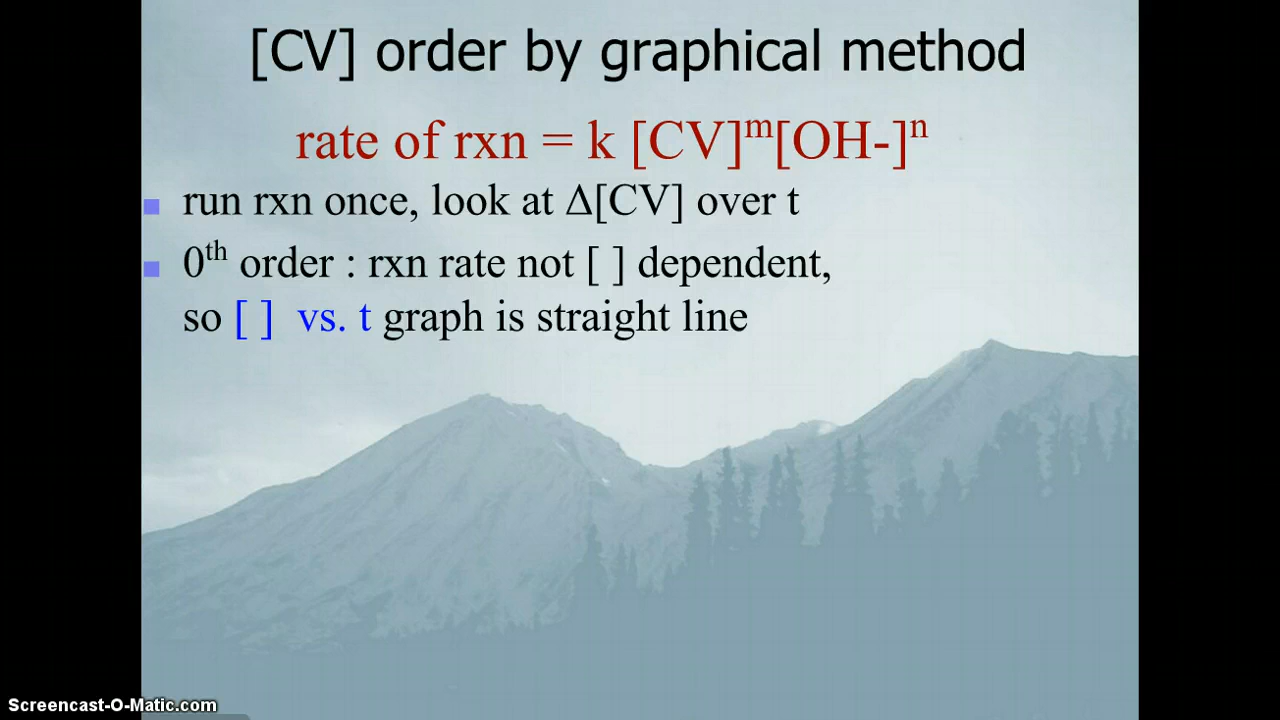 [CV] order by graphical method
rate of rxn = k [CV]ᵐ[OH-]ⁿ
run rxn once, look at Δ[CV] over t
0ᵗʰ order : rxn rate not [ ] dependent,
so [ ] vs. t graph is straight line
Screencast-O-Matic.com